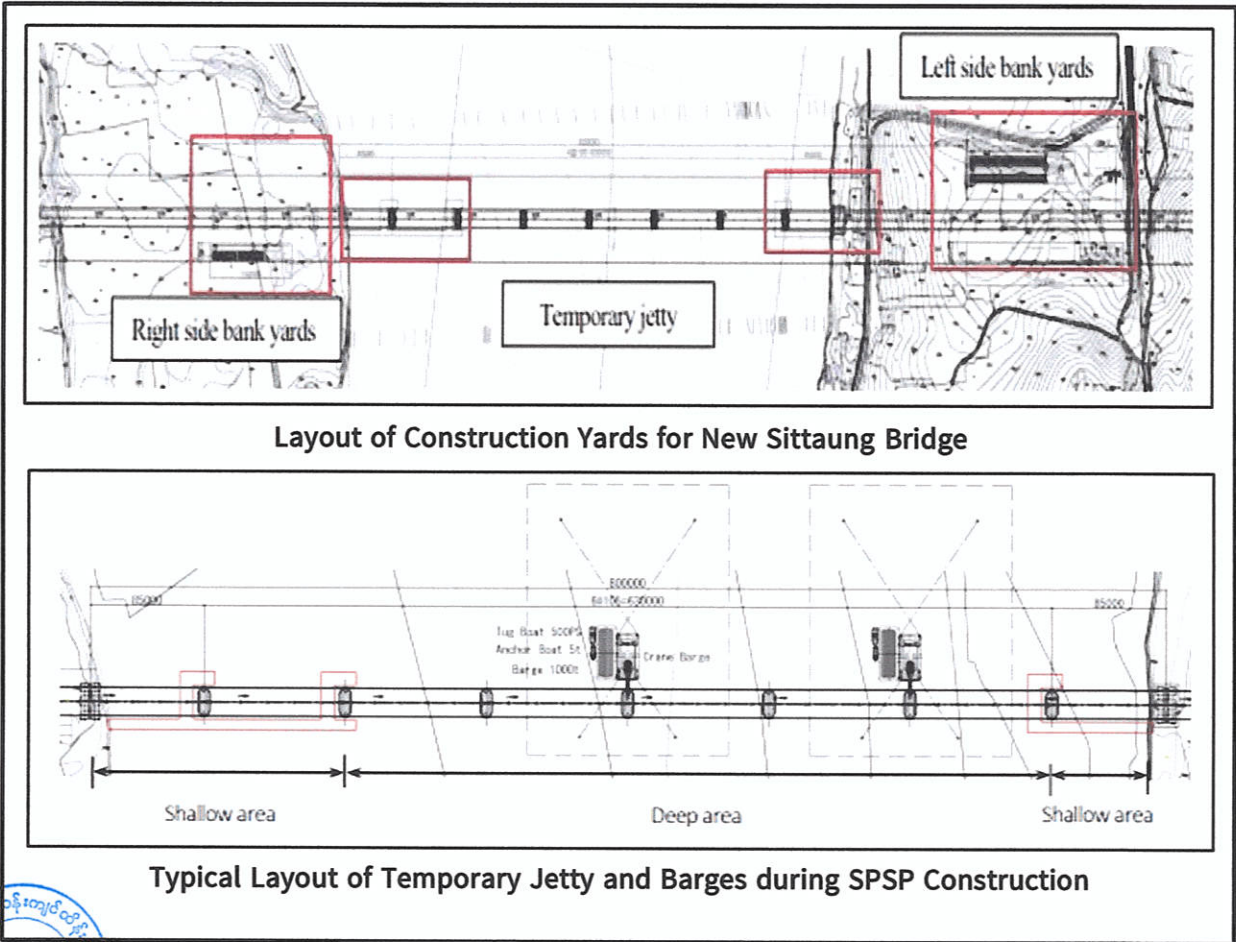 Left side bank yards
Right side bank yards
Temporary jetty
Layout of Construction Yards for New Sittaung Bridge
800000
85000
85000
Tug Boat 500PS
Anchor Boat 5t
Crane Barge
Barge 1000t
Shallow area
Deep area
Shallow area
Typical Layout of Temporary Jetty and Barges during SPSP Construction